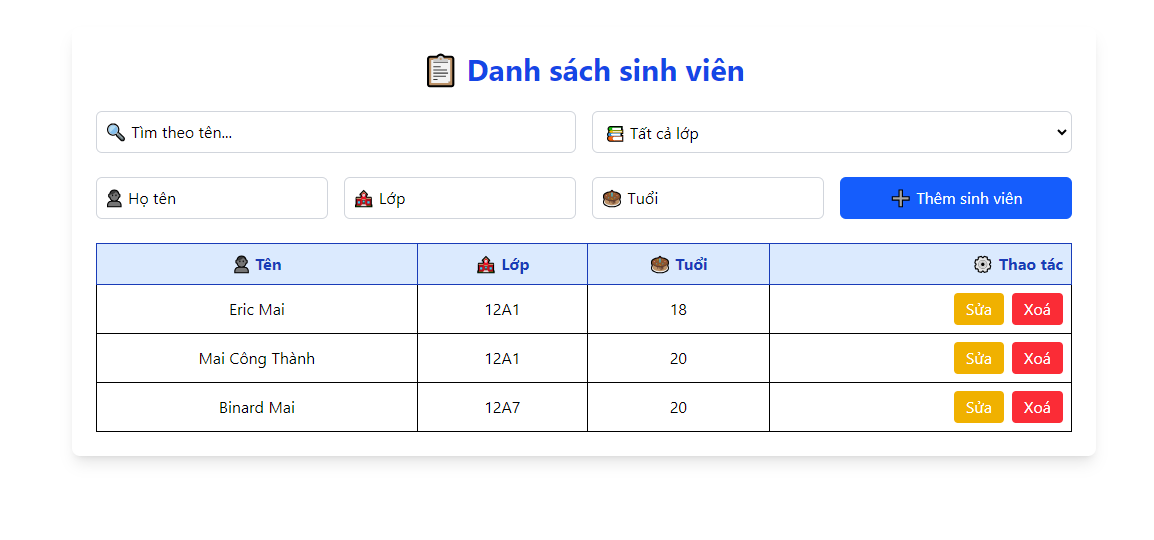 📋 Danh sách sinh viên
🔍 Tìm theo tên... 📚 Tất cả lớp
👤 Họ tên 🏫 Lớp 🎂 Tuổi ➕ Thêm sinh viên
👤 Tên 🏫 Lớp 🎂 Tuổi ⚙️ Thao tác
Eric Mai 12A1 18 Sửa Xoá
Mai Công Thành 12A1 20 Sửa Xoá
Binard Mai 12A7 20 Sửa Xoá